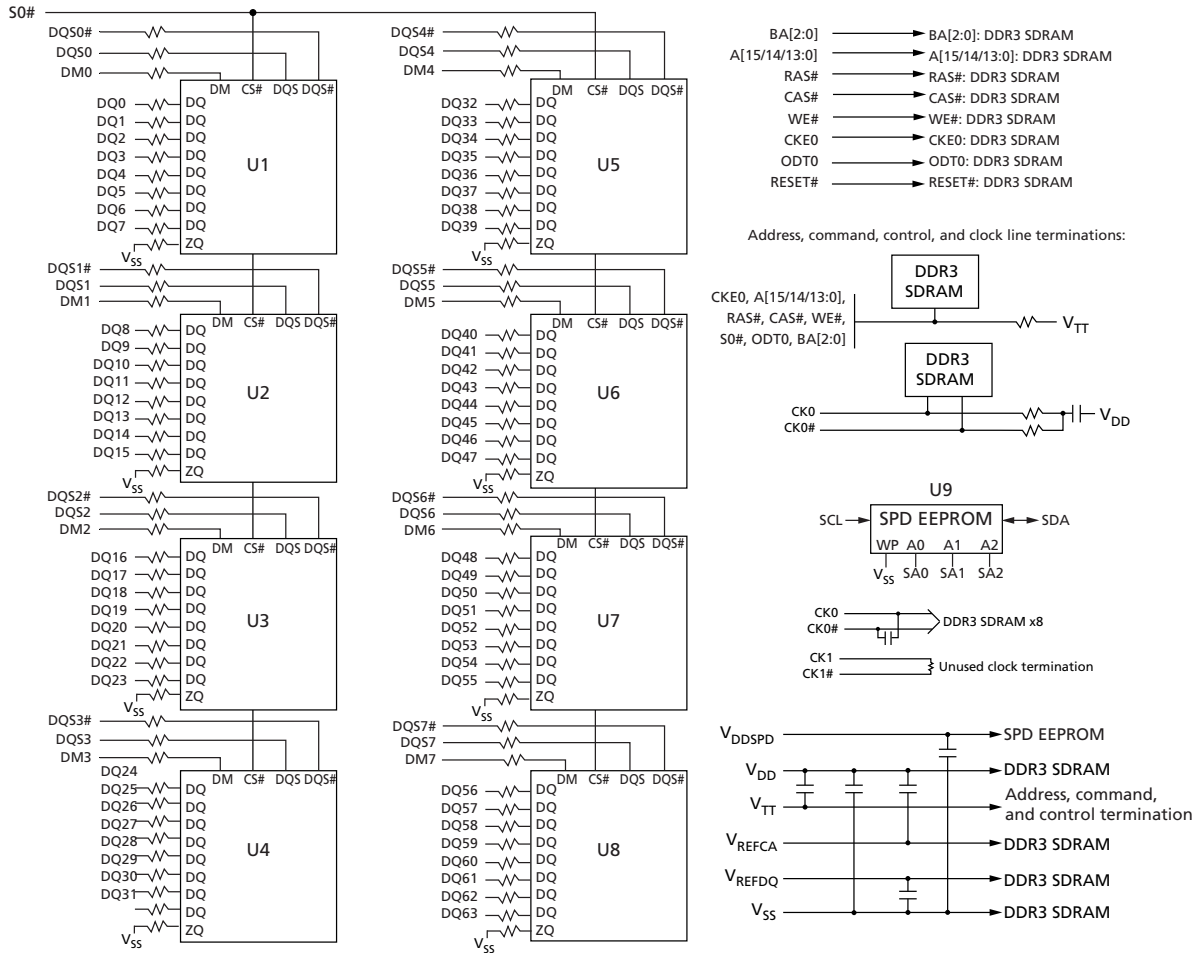 S0#
DQS0#
DQS0
DM0
DM CS# DQS DQS#
DQ0 DQ
DQ1 DQ
DQ2 DQ
DQ3 DQ
DQ4 DQ
DQ5 DQ
DQ6 DQ
DQ7 DQ
VSS ZQ
U1
DQS1#
DQS1
DM1
DM CS# DQS DQS#
DQ8 DQ
DQ9 DQ
DQ10 DQ
DQ11 DQ
DQ12 DQ
DQ13 DQ
DQ14 DQ
DQ15 DQ
VSS ZQ
U2
DQS2#
DQS2
DM2
DM CS# DQS DQS#
DQ16 DQ
DQ17 DQ
DQ18 DQ
DQ19 DQ
DQ20 DQ
DQ21 DQ
DQ22 DQ
DQ23 DQ
VSS ZQ
U3
DQS3#
DQS3
DM3
DM CS# DQS DQS#
DQ24
DQ25 DQ
DQ26 DQ
DQ27 DQ
DQ28 DQ
DQ29 DQ
DQ30 DQ
DQ31 DQ
DQ
VSS ZQ
U4
DQS4#
DQS4
DM4
DM CS# DQS DQS#
DQ32 DQ
DQ33 DQ
DQ34 DQ
DQ35 DQ
DQ36 DQ
DQ37 DQ
DQ38 DQ
DQ39 DQ
VSS ZQ
U5
DQS5#
DQS5
DM5
DM CS# DQS DQS#
DQ40 DQ
DQ41 DQ
DQ42 DQ
DQ43 DQ
DQ44 DQ
DQ45 DQ
DQ46 DQ
DQ47 DQ
VSS ZQ
U6
DQS6#
DQS6
DM6
DM CS# DQS DQS#
DQ48 DQ
DQ49 DQ
DQ50 DQ
DQ51 DQ
DQ52 DQ
DQ53 DQ
DQ54 DQ
DQ55 DQ
VSS ZQ
U7
DQS7#
DQS7
DM7
DM CS# DQS DQS#
DQ56 DQ
DQ57 DQ
DQ58 DQ
DQ59 DQ
DQ60 DQ
DQ61 DQ
DQ62 DQ
DQ63 DQ
VSS ZQ
U8
BA[2:0] BA[2:0]: DDR3 SDRAM
A[15/14/13:0] A[15/14/13:0]: DDR3 SDRAM
RAS# RAS#: DDR3 SDRAM
CAS# CAS#: DDR3 SDRAM
WE# WE#: DDR3 SDRAM
CKE0 CKE0: DDR3 SDRAM
ODT0 ODT0: DDR3 SDRAM
RESET# RESET#: DDR3 SDRAM
Address, command, control, and clock line terminations:
DDR3
SDRAM
CKE0, A[15/14/13:0],
RAS#, CAS#, WE#,
S0#, ODT0, BA[2:0]
VTT
DDR3
SDRAM
CK0
CK0#
VDD
U9
SCL SPD EEPROM SDA
WP A0 A1 A2
VSS SA0 SA1 SA2
CK0
CK0#
DDR3 SDRAM x8
CK1
CK1#
Unused clock termination
VDDSPD SPD EEPROM
VDD DDR3 SDRAM
VTT Address, command,
and control termination
VREFCA DDR3 SDRAM
VREFDQ DDR3 SDRAM
VSS DDR3 SDRAM